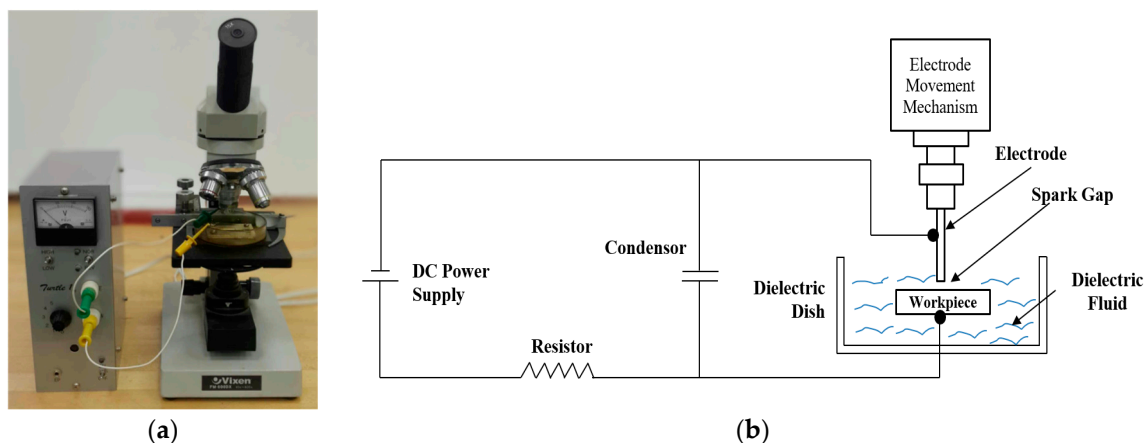 V
Turtle
Vixen
(a)
Electrode
Movement
Mechanism
Electrode
Spark Gap
Condensor
DC Power
Supply
Dielectric
Dish
Workpiece
Dielectric
Fluid
Resistor
(b)